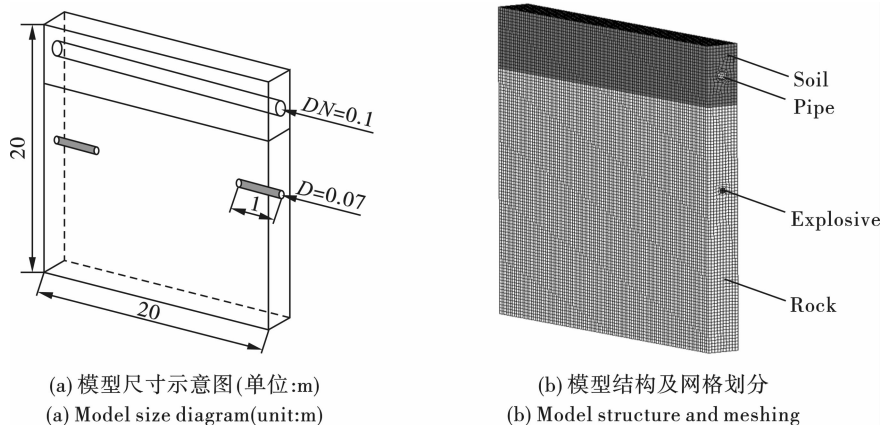 20
DN=0.1
D=0.07
1
20
Soil
Pipe
Explosive
Rock
(a) 模型尺寸示意图(单位:m)
(a) Model size diagram(unit:m)
(b) 模型结构及网格划分
(b) Model structure and meshing